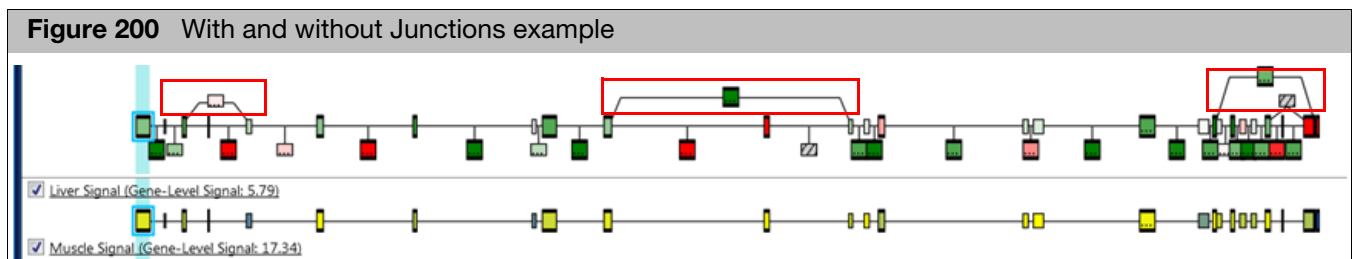 Figure 200 With and without Junctions example
Liver Signal (Gene-Level Signal: 5.79)
Muscle Signal (Gene-Level Signal: 17.34)